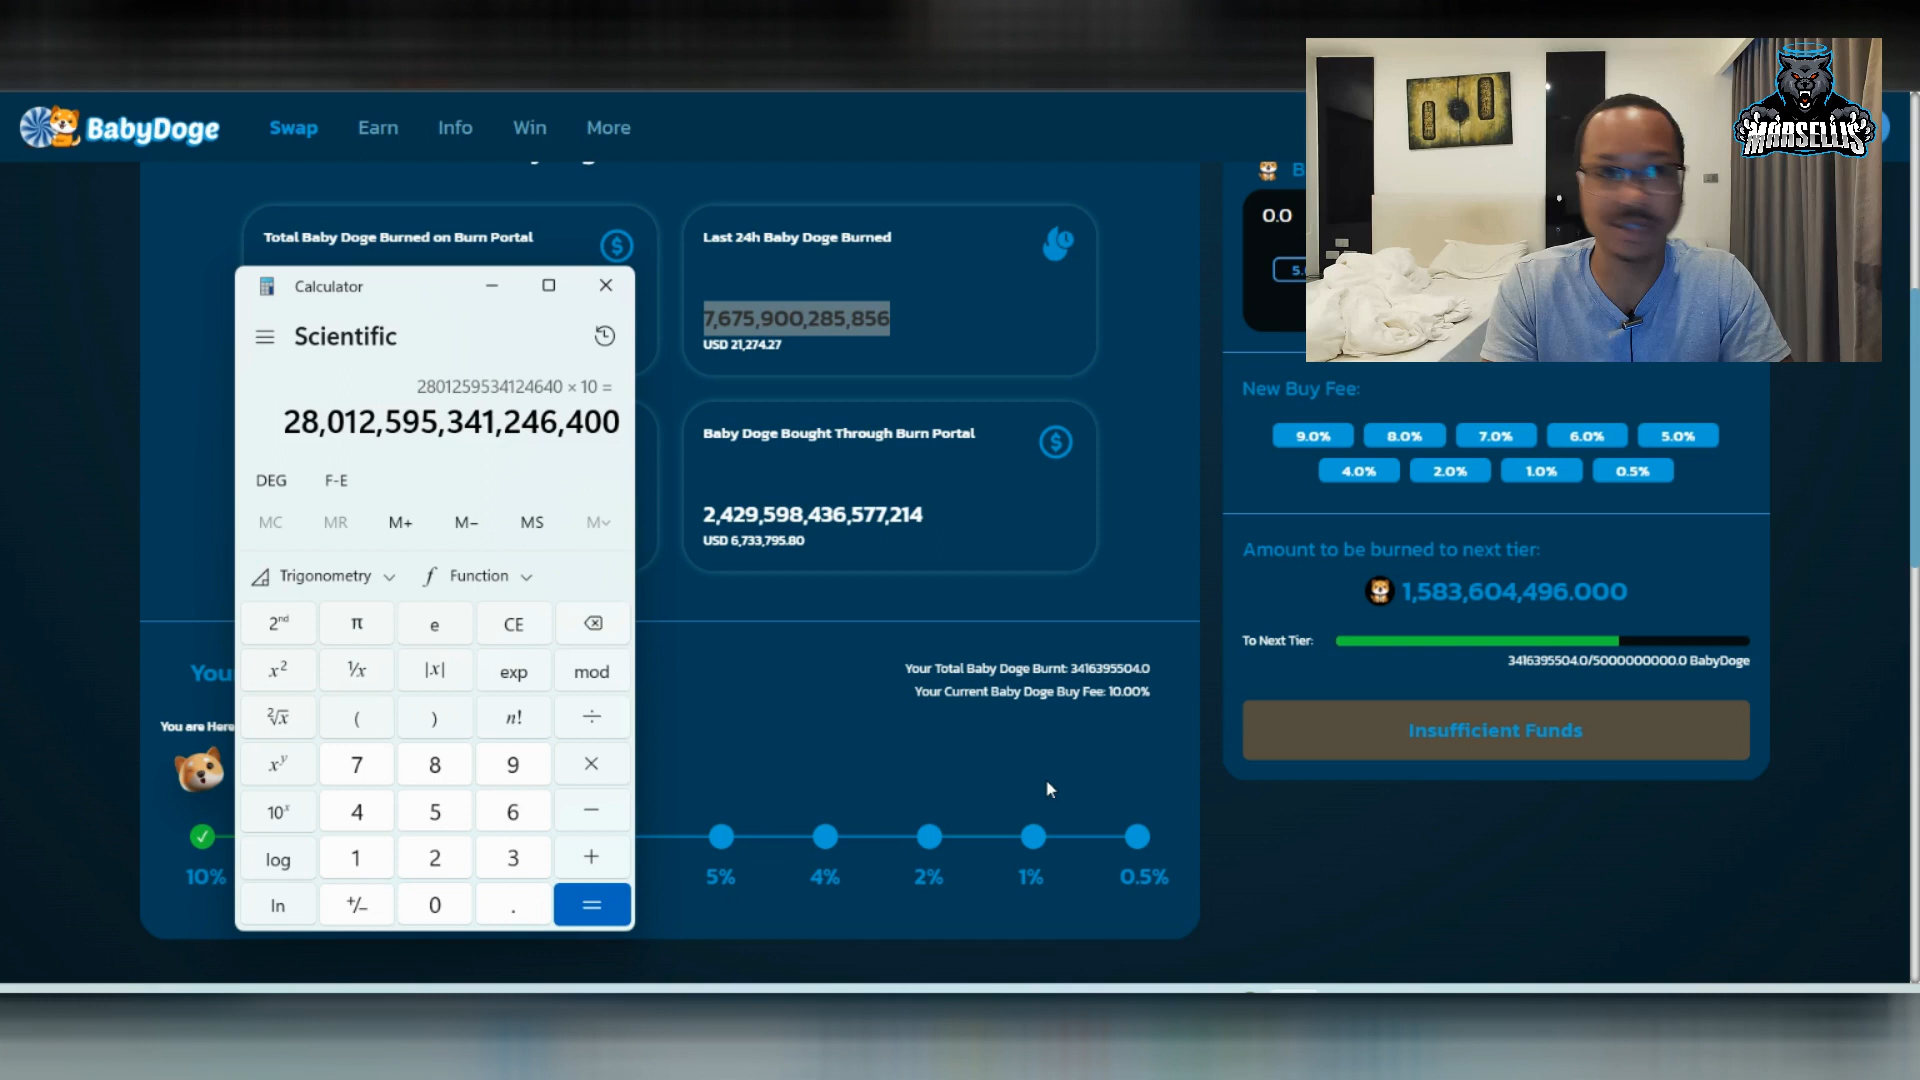 BabyDoge
Swap
Earn
Info
Win
More
MARSELLIS
Total Baby Doge Burned on Burn Portal
Last 24h Baby Doge Burned
7,675,900,285,856
USD 21,274.27
Baby Doge Bought Through Burn Portal
2,429,598,436,577,214
USD 6,733,795.80
Calculator
Scientific
2801259534124640 × 10 =
28,012,595,341,246,400
DEG
F-E
MC
MR
M+
M-
MS
M
Trigonometry
f Function
2nd
π
e
CE
x²
1/x
|x|
exp
mod
2√x
(
)
n!
÷
xʸ
7
8
9
×
10ˣ
4
5
6
−
log
1
2
3
+
ln
+/−
0
.
=
0.0
5.
New Buy Fee:
9.0%
8.0%
7.0%
6.0%
5.0%
4.0%
2.0%
1.0%
0.5%
Amount to be burned to next tier:
1,583,604,496.000
To Next Tier:
3416395504.0/5000000000.0 BabyDoge
Insufficient Funds
You
Your Total Baby Doge Burnt: 3416395504.0
Your Current Baby Doge Buy Fee: 10.00%
You are Here
10%
5%
4%
2%
1%
0.5%